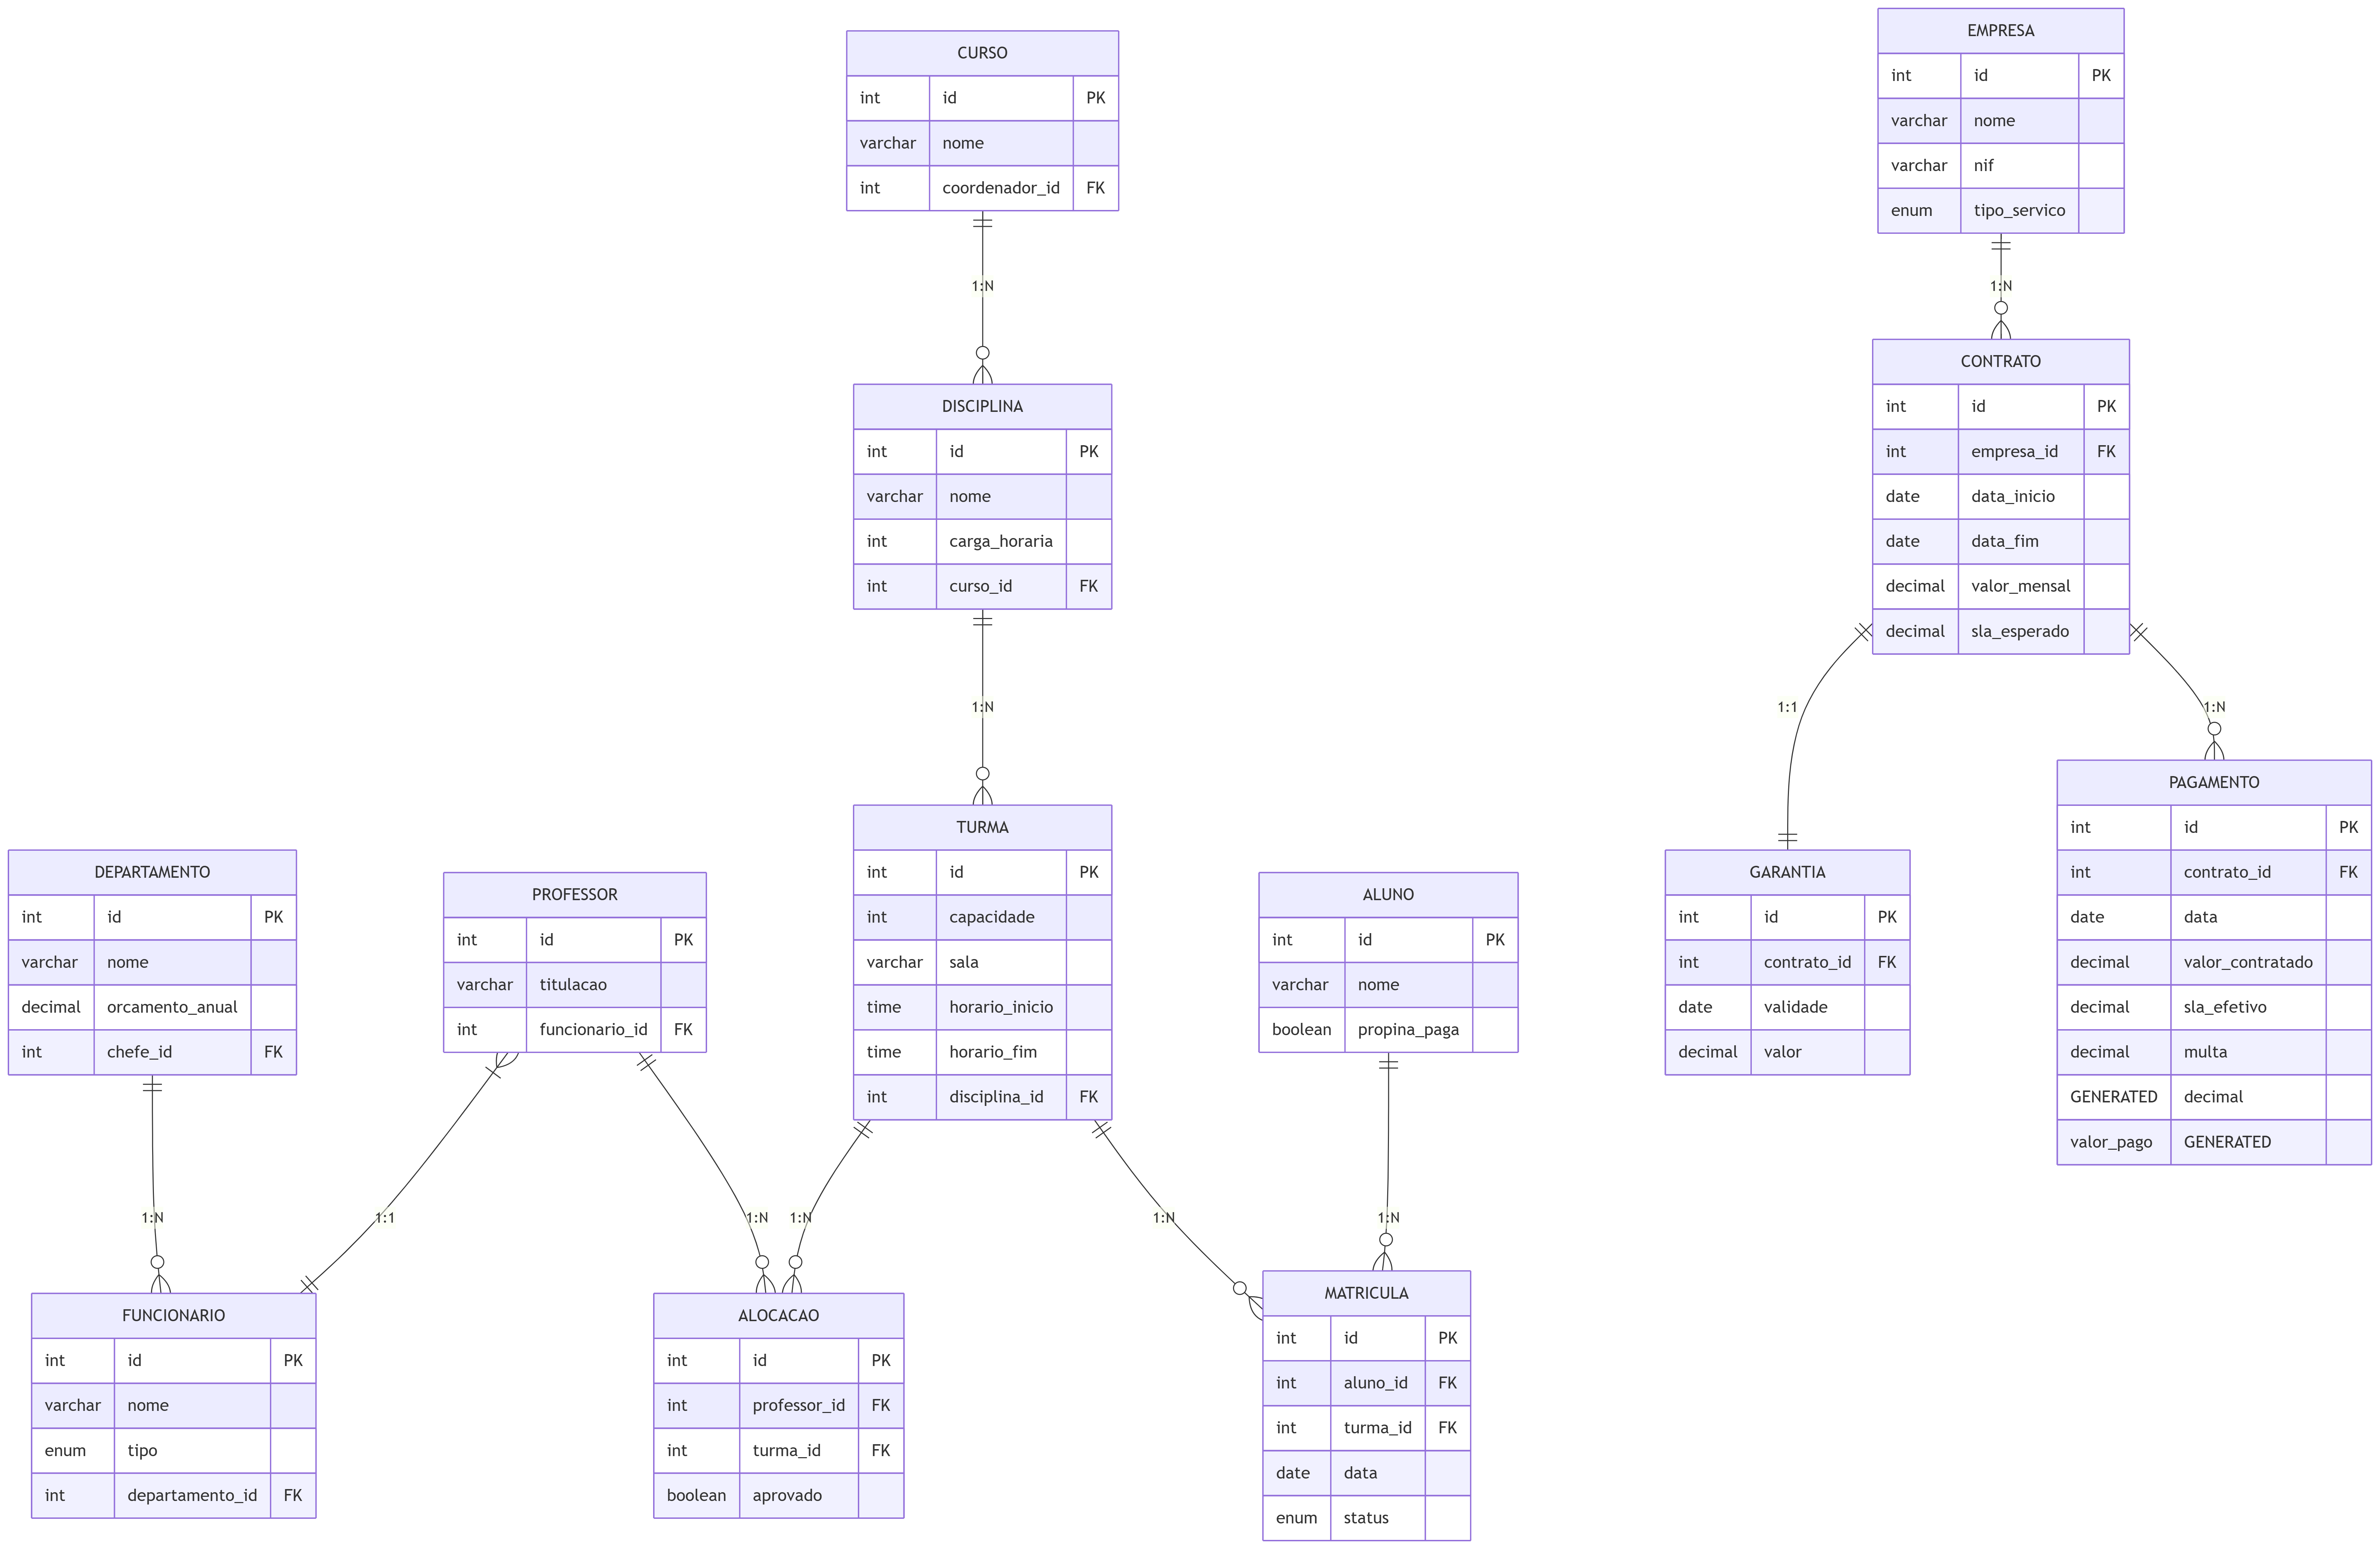 CURSO
int id PK
varchar nome
int coordenador_id FK
1:N
DISCIPLINA
int id PK
varchar nome
int carga_horaria
int curso_id FK
1:N
TURMA
int id PK
int capacidade
varchar sala
time horario_inicio
time horario_fim
int disciplina_id FK
DEPARTAMENTO
int id PK
varchar nome
decimal orcamento_anual
int chefe_id FK
PROFESSOR
int id PK
varchar titulacao
int funcionario_id FK
ALUNO
int id PK
varchar nome
boolean propina_paga
1:N
1:1
1:N
1:N
1:N
1:N
FUNCIONARIO
int id PK
varchar nome
enum tipo
int departamento_id FK
ALOCACAO
int id PK
int professor_id FK
int turma_id FK
boolean aprovado
MATRICULA
int id PK
int aluno_id FK
int turma_id FK
date data
enum status
EMPRESA
int id PK
varchar nome
varchar nif
enum tipo_servico
1:N
CONTRATO
int id PK
int empresa_id FK
date data_inicio
date data_fim
decimal valor_mensal
decimal sla_esperado
1:1
1:N
GARANTIA
int id PK
int contrato_id FK
date validade
decimal valor
PAGAMENTO
int id PK
int contrato_id FK
date data
decimal valor_contratado
decimal sla_efetivo
decimal multa
GENERATED decimal
valor_pago GENERATED